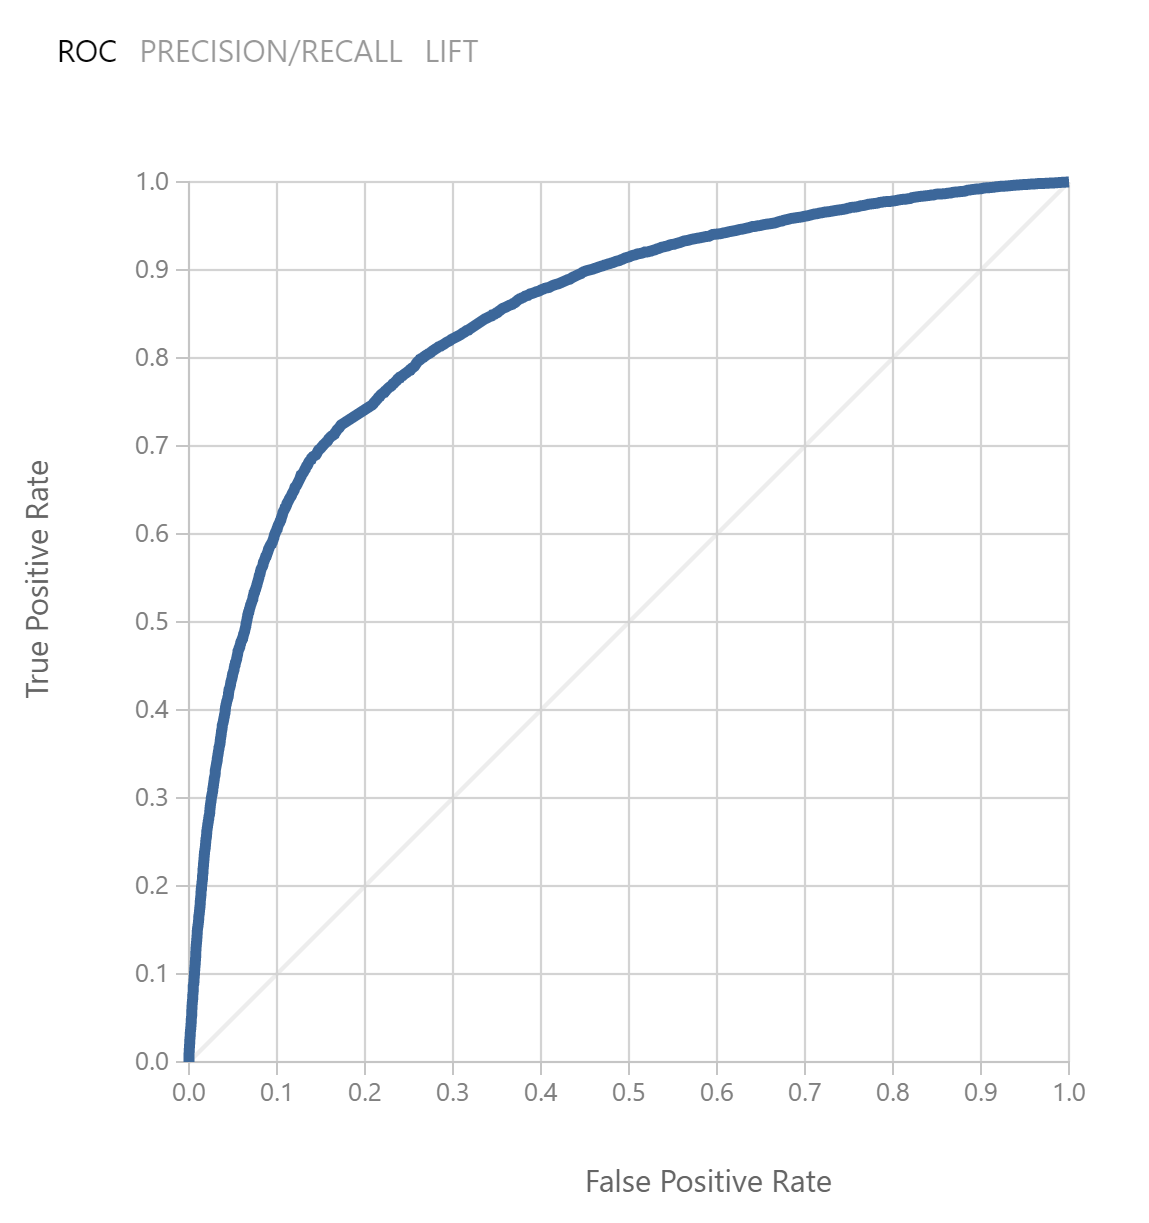 ROC PRECISION/RECALL LIFT
1.0
0.9
0.8
0.7
0.6
0.5
0.4
0.3
0.2
0.1
0.0
True Positive Rate
0.0 0.1 0.2 0.3 0.4 0.5 0.6 0.7 0.8 0.9 1.0
False Positive Rate